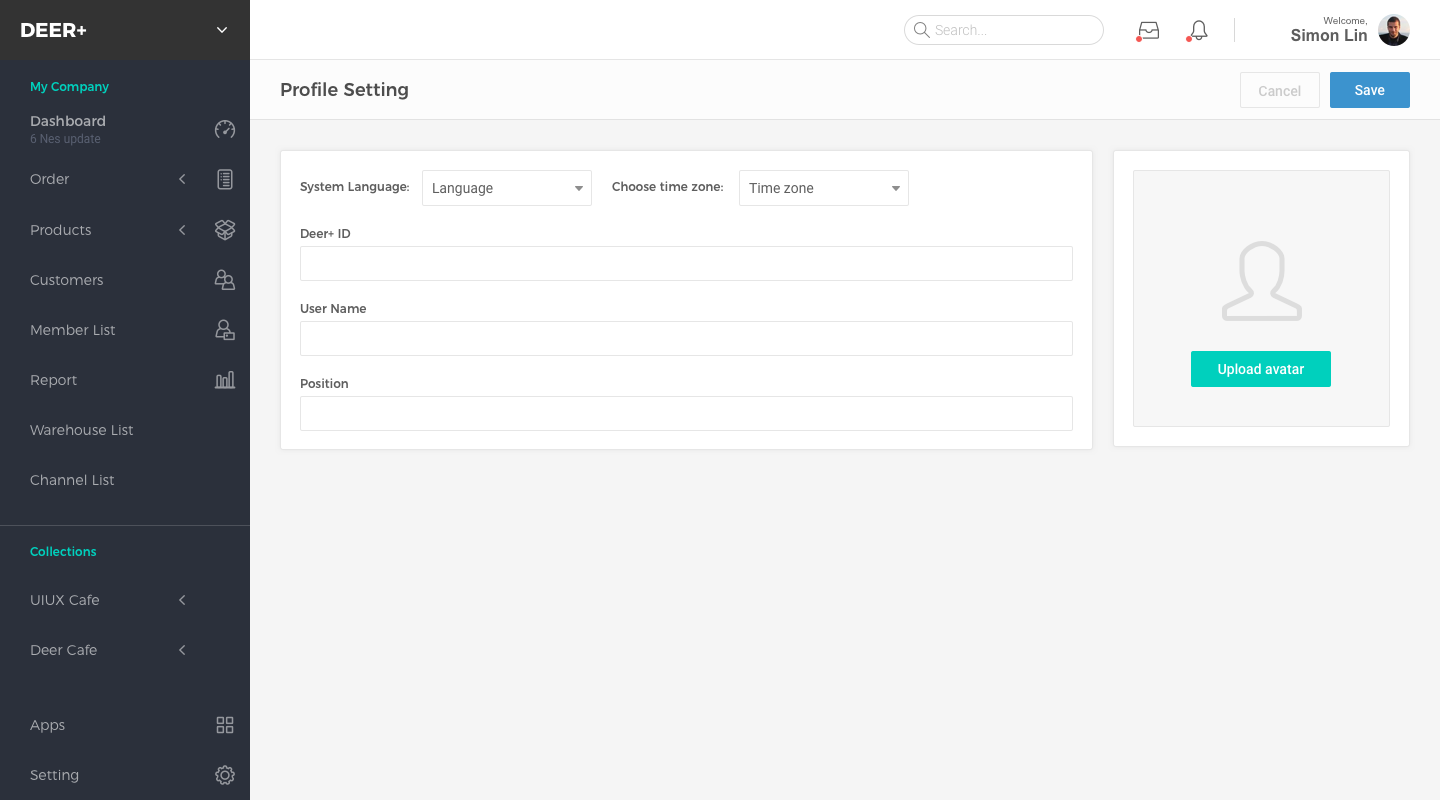 DEER+
Search...
Welcome,
Simon Lin
My Company
Dashboard
6 Nes update
Order
Products
Customers
Member List
Report
Warehouse List
Channel List
Collections
UIUX Cafe
Deer Cafe
Apps
Setting
Profile Setting
Cancel
Save
System Language: Language Choose time zone: Time zone
Deer+ ID
User Name
Position
Upload avatar